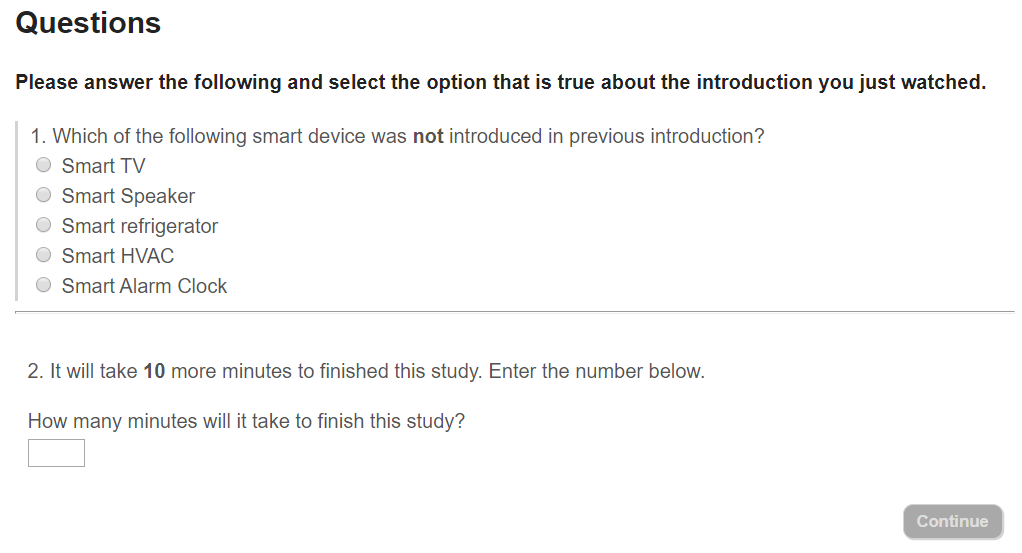 Questions
Please answer the following and select the option that is true about the introduction you just watched.
1. Which of the following smart device was not introduced in previous introduction?
Smart TV
Smart Speaker
Smart refrigerator
Smart HVAC
Smart Alarm Clock
2. It will take 10 more minutes to finished this study. Enter the number below.
How many minutes will it take to finish this study?
Continue